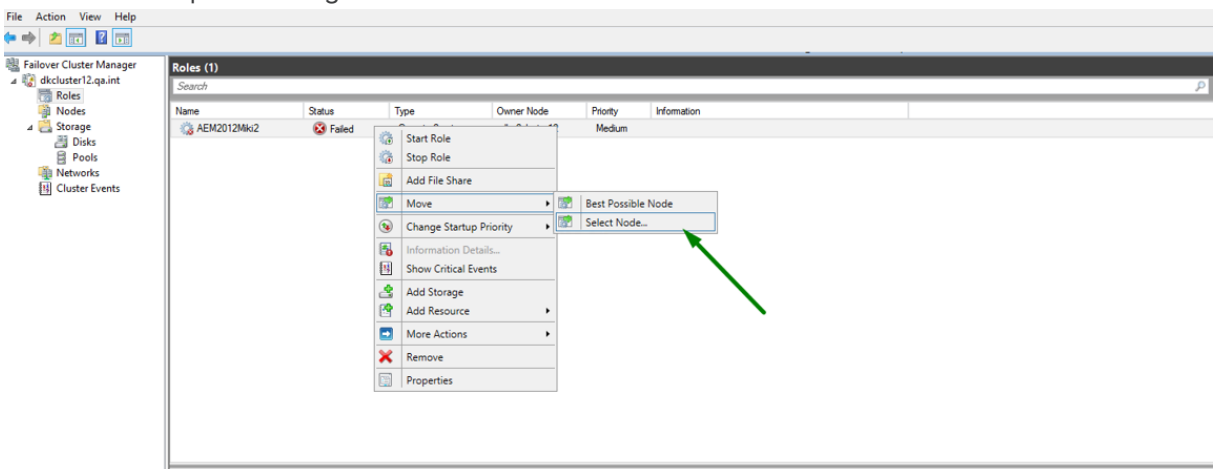 File Action View Help
Failover Cluster Manager
dkcluster12.qa.int
Roles
Nodes
Storage
Disks
Pools
Networks
Cluster Events
Roles (1)
Search
Name Status Type Owner Node Priority Information
AEM2012Miki2 Failed Medium
Start Role
Stop Role
Add File Share
Move
Change Startup Priority
Information Details...
Show Critical Events
Add Storage
Add Resource
More Actions
Remove
Properties
Best Possible Node
Select Node...